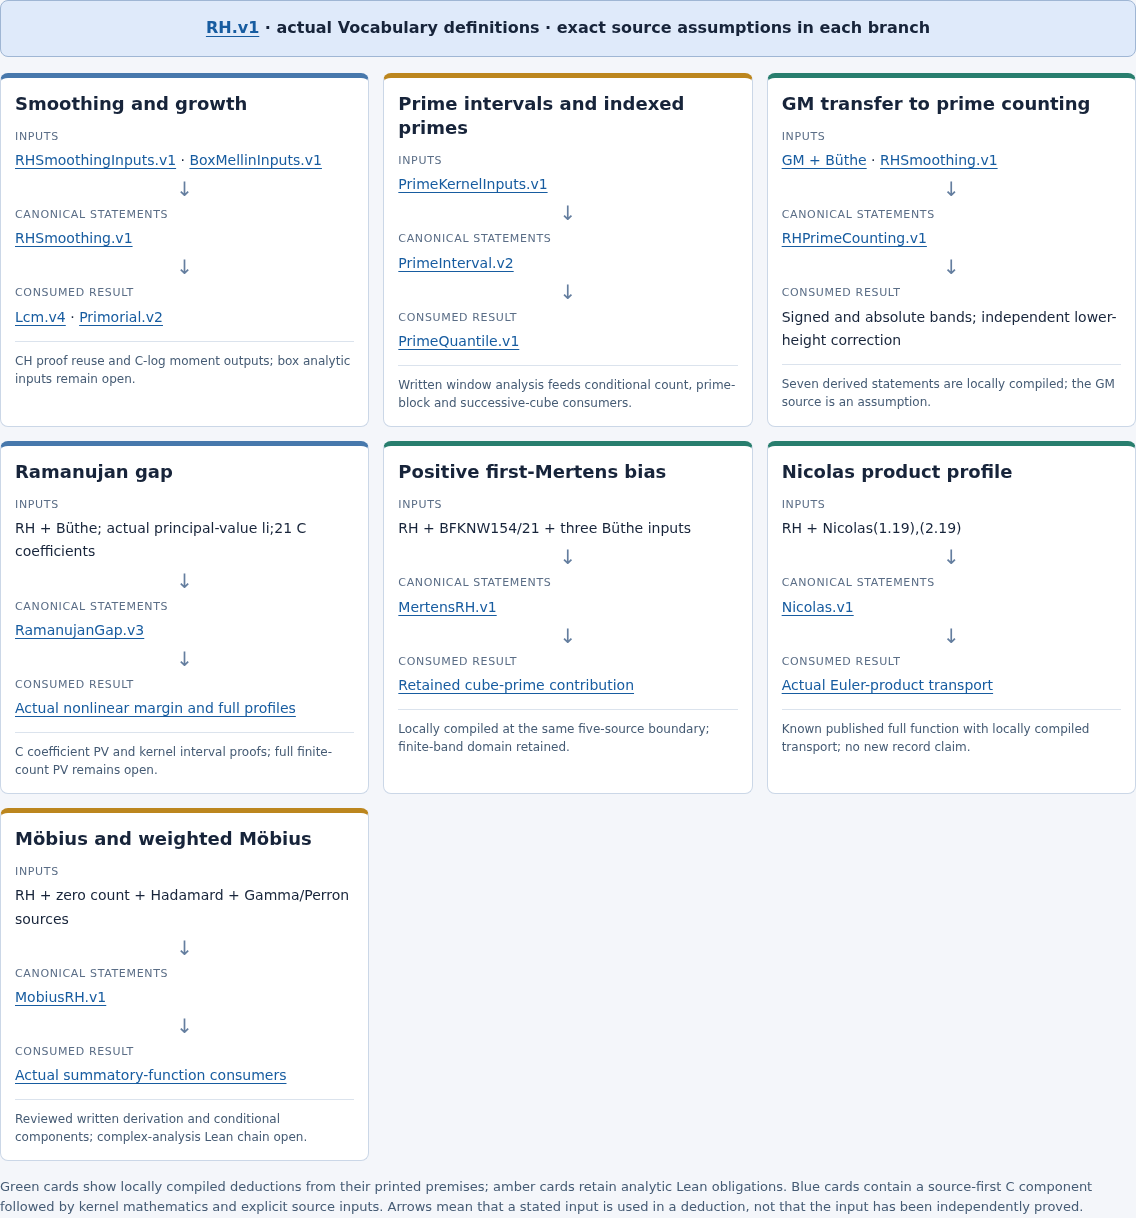 RH.v1 · actual Vocabulary definitions · exact source assumptions in each branch
Smoothing and growth
INPUTS
RHSmoothingInputs.v1 · BoxMellinInputs.v1
↓
CANONICAL STATEMENTS
RHSmoothing.v1
↓
CONSUMED RESULT
Lcm.v4 · Primorial.v2
CH proof reuse and C-log moment outputs; box analytic
inputs remain open.
Prime intervals and indexed
primes
INPUTS
PrimeKernelInputs.v1
↓
CANONICAL STATEMENTS
PrimeInterval.v2
↓
CONSUMED RESULT
PrimeQuantile.v1
Written window analysis feeds conditional count, prime-
block and successive-cube consumers.
GM transfer to prime counting
INPUTS
GM + Büthe · RHSmoothing.v1
↓
CANONICAL STATEMENTS
RHPrimeCounting.v1
↓
CONSUMED RESULT
Signed and absolute bands; independent lower-
height correction
Seven derived statements are locally compiled; the GM
source is an assumption.
Ramanujan gap
INPUTS
RH + Büthe; actual principal-value li;21 C
coefficients
↓
CANONICAL STATEMENTS
RamanujanGap.v3
↓
CONSUMED RESULT
Actual nonlinear margin and full profiles
C coefficient PV and kernel interval proofs; full finite-
count PV remains open.
Positive first-Mertens bias
INPUTS
RH + BFKNW154/21 + three Büthe inputs
↓
CANONICAL STATEMENTS
MertensRH.v1
↓
CONSUMED RESULT
Retained cube-prime contribution
Locally compiled at the same five-source boundary;
finite-band domain retained.
Nicolas product profile
INPUTS
RH + Nicolas(1.19),(2.19)
↓
CANONICAL STATEMENTS
Nicolas.v1
↓
CONSUMED RESULT
Actual Euler-product transport
Known published full function with locally compiled
transport; no new record claim.
Möbius and weighted Möbius
INPUTS
RH + zero count + Hadamard + Gamma/Perron
sources
↓
CANONICAL STATEMENTS
MobiusRH.v1
↓
CONSUMED RESULT
Actual summatory-function consumers
Reviewed written derivation and conditional
components; complex-analysis Lean chain open.
Green cards show locally compiled deductions from their printed premises; amber cards retain analytic Lean obligations. Blue cards contain a source-first C component
followed by kernel mathematics and explicit source inputs. Arrows mean that a stated input is used in a deduction, not that the input has been independently proved.